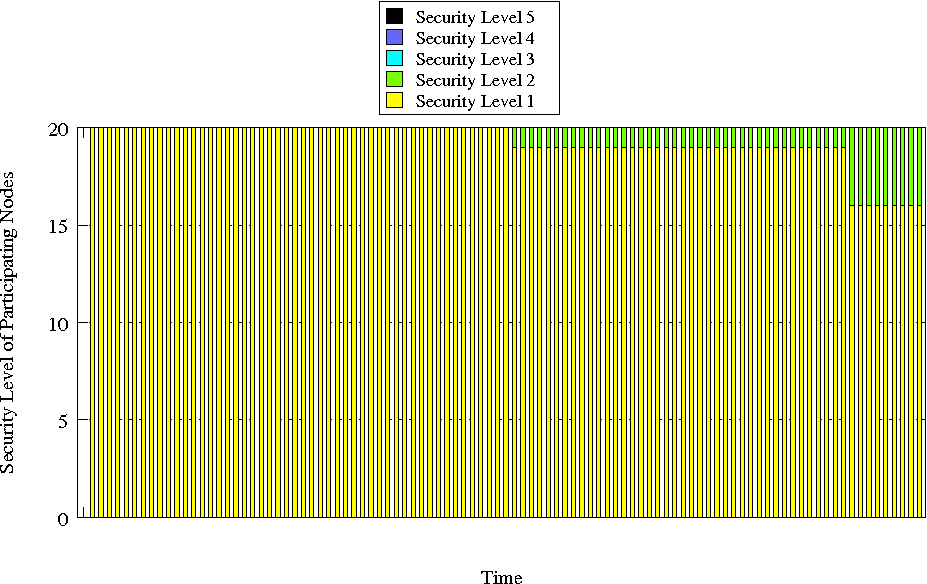 Security Level 5
Security Level 4
Security Level 3
Security Level 2
Security Level 1
Security Level of Participating Nodes
20
15
10
5
0
Time